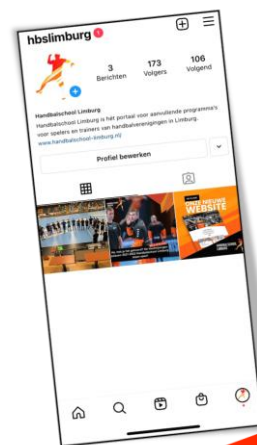 hbslimburg
3 173 106
Berichten Volgers Volgend
Handbalschool Limburg
Handbalschool Limburg is hét portaal voor aanvullende programma's
voor spelers en trainers van handbalverenigingen in Limburg.
www.handbalschool-limburg.nl/
Profiel bewerken
ONZE NIEUWE
WEBSITE